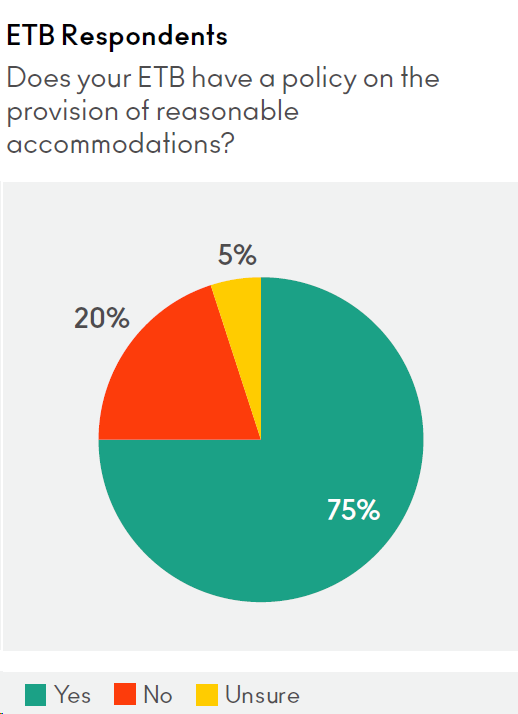 ETB Respondents
Does your ETB have a policy on the
provision of reasonable
accommodations?
5%
20%
75%
Yes No Unsure